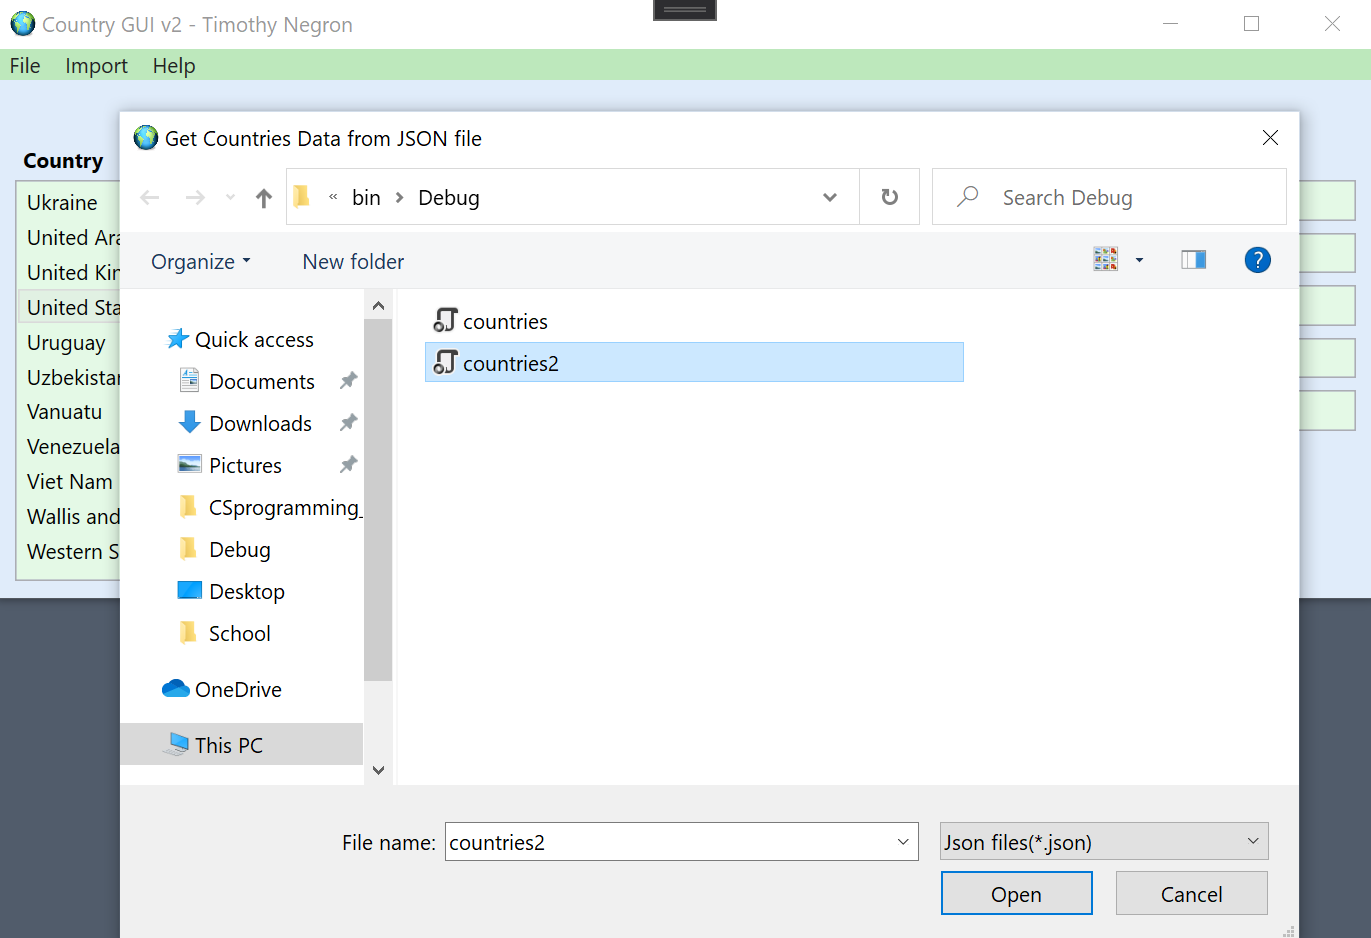 Country GUI v2 - Timothy Negron
File Import Help
Get Countries Data from JSON file
« bin > Debug
Search Debug
Organize New folder
?
Country
Ukraine
United Ara
United Kin
United Sta
Uruguay
Uzbekistan
Vanuatu
Venezuela
Viet Nam
Wallis and
Western S
Quick access
Documents
Downloads
Pictures
CSprogramming_
Debug
Desktop
School
OneDrive
This PC
countries
countries2
File name: countries2
Json files(*.json)
Open Cancel